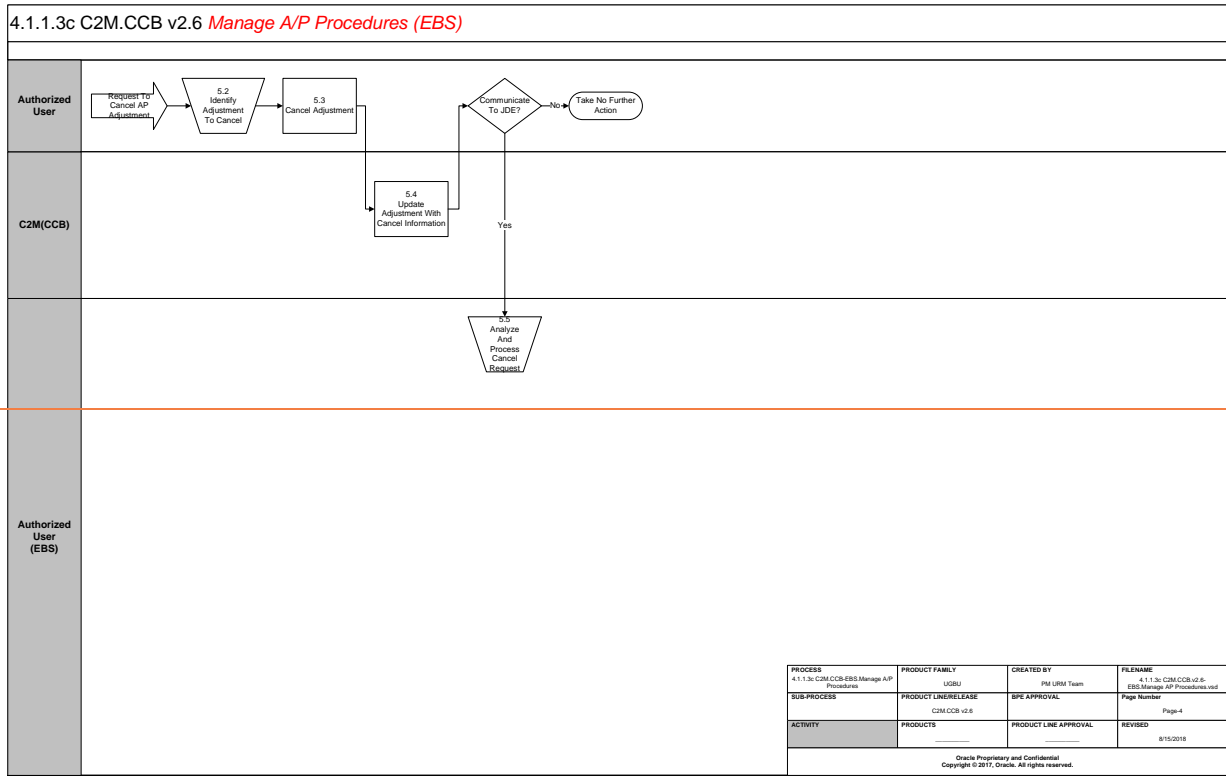 4.1.1.3c C2M.CCB v2.6 Manage A/P Procedures (EBS)
Authorized
User
Request To
Cancel AP
Adjustment
5.2
Identify
Adjustment
To Cancel
5.3
Cancel Adjustment
Communicate
To JDE?
No
Take No Further
Action
C2M(CCB)
5.4
Update
Adjustment With
Cancel Information
Yes
5.5
Analyze
And
Process
Cancel
Request
Authorized
User
(EBS)
PROCESS
4.1.1.3c C2M.CCB-EBS.Manage A/P
Procedures
PRODUCT FAMILY
UGBU
CREATED BY
PM URM Team
FILENAME
4.1.1.3c C2M.CCB.v2.6-
EBS.Manage AP Procedures.vsd
SUB-PROCESS
PRODUCT LINE/RELEASE
C2M.CCB v2.6
BPE APPROVAL
Page Number
Page-4
ACTIVITY
PRODUCTS
PRODUCT LINE APPROVAL
REVISED
8/15/2018
Oracle Proprietary and Confidential
Copyright © 2017, Oracle. All rights reserved.